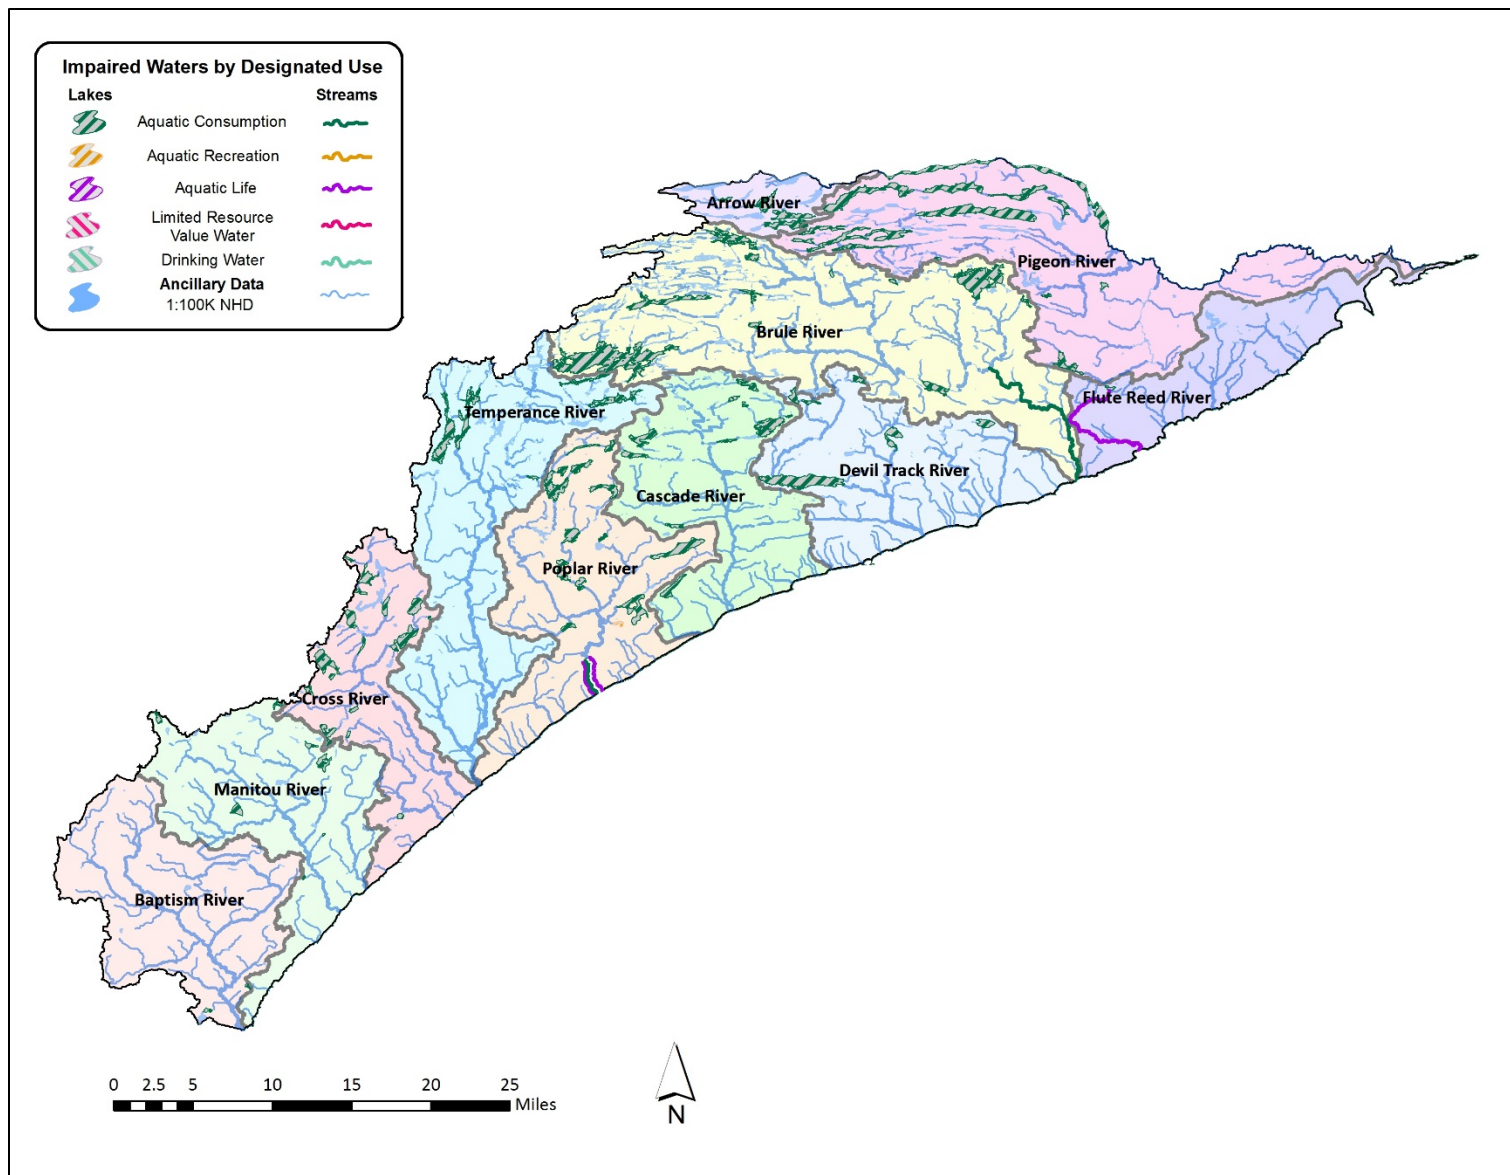 Impaired Waters by Designated Use
Lakes Streams
Aquatic Consumption
Aquatic Recreation
Aquatic Life
Limited Resource
Value Water
Drinking Water
Ancillary Data
1:100K NHD
Arrow River
Pigeon River
Brule River
Flute Reed River
Temperance River
Devil Track River
Cascade River
Poplar River
Cross River
Manitou River
Baptism River
0 2.5 5 10 15 20 25
Miles
N